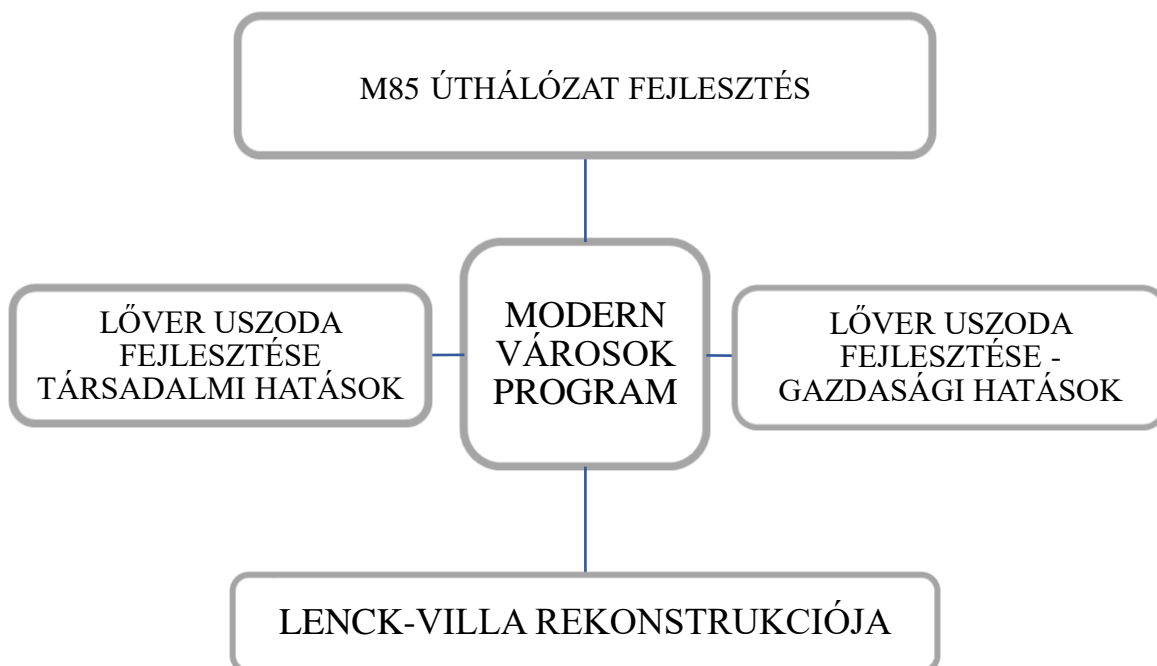 M85 ÚTHÁLÓZAT FEJLESZTÉS
LŐVER USZODA
FEJLESZTÉSE
TÁRSADALMI HATÁSOK
MODERN
VÁROSOK
PROGRAM
LŐVER USZODA
FEJLESZTÉSE -
GAZDASÁGI HATÁSOK
LENCK-VILLA REKONSTRUKCIÓJA